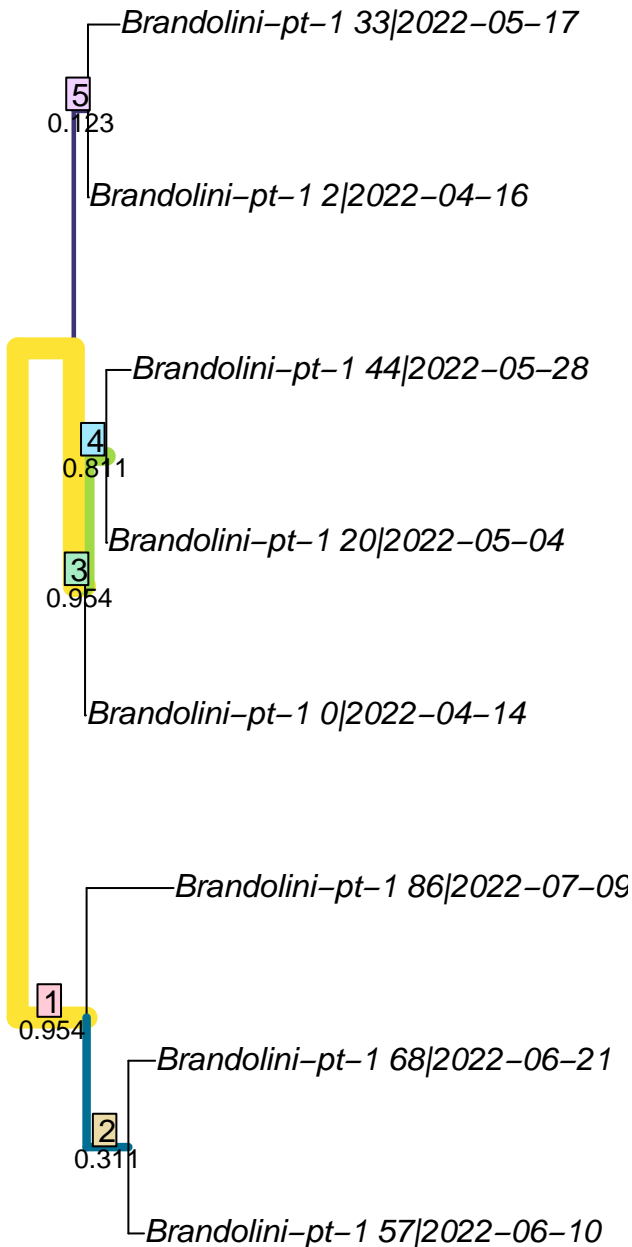 Brandolini−pt−1 33|2022−05−17
5
0.123
Brandolini−pt−1 2|2022−04−16
Brandolini−pt−1 44|2022−05−28
4
0.811
Brandolini−pt−1 20|2022−05−04
3
0.954
Brandolini−pt−1 0|2022−04−14
Brandolini−pt−1 86|2022−07−09
1
0.954
Brandolini−pt−1 68|2022−06−21
2
0.311
Brandolini−pt−1 57|2022−06−10